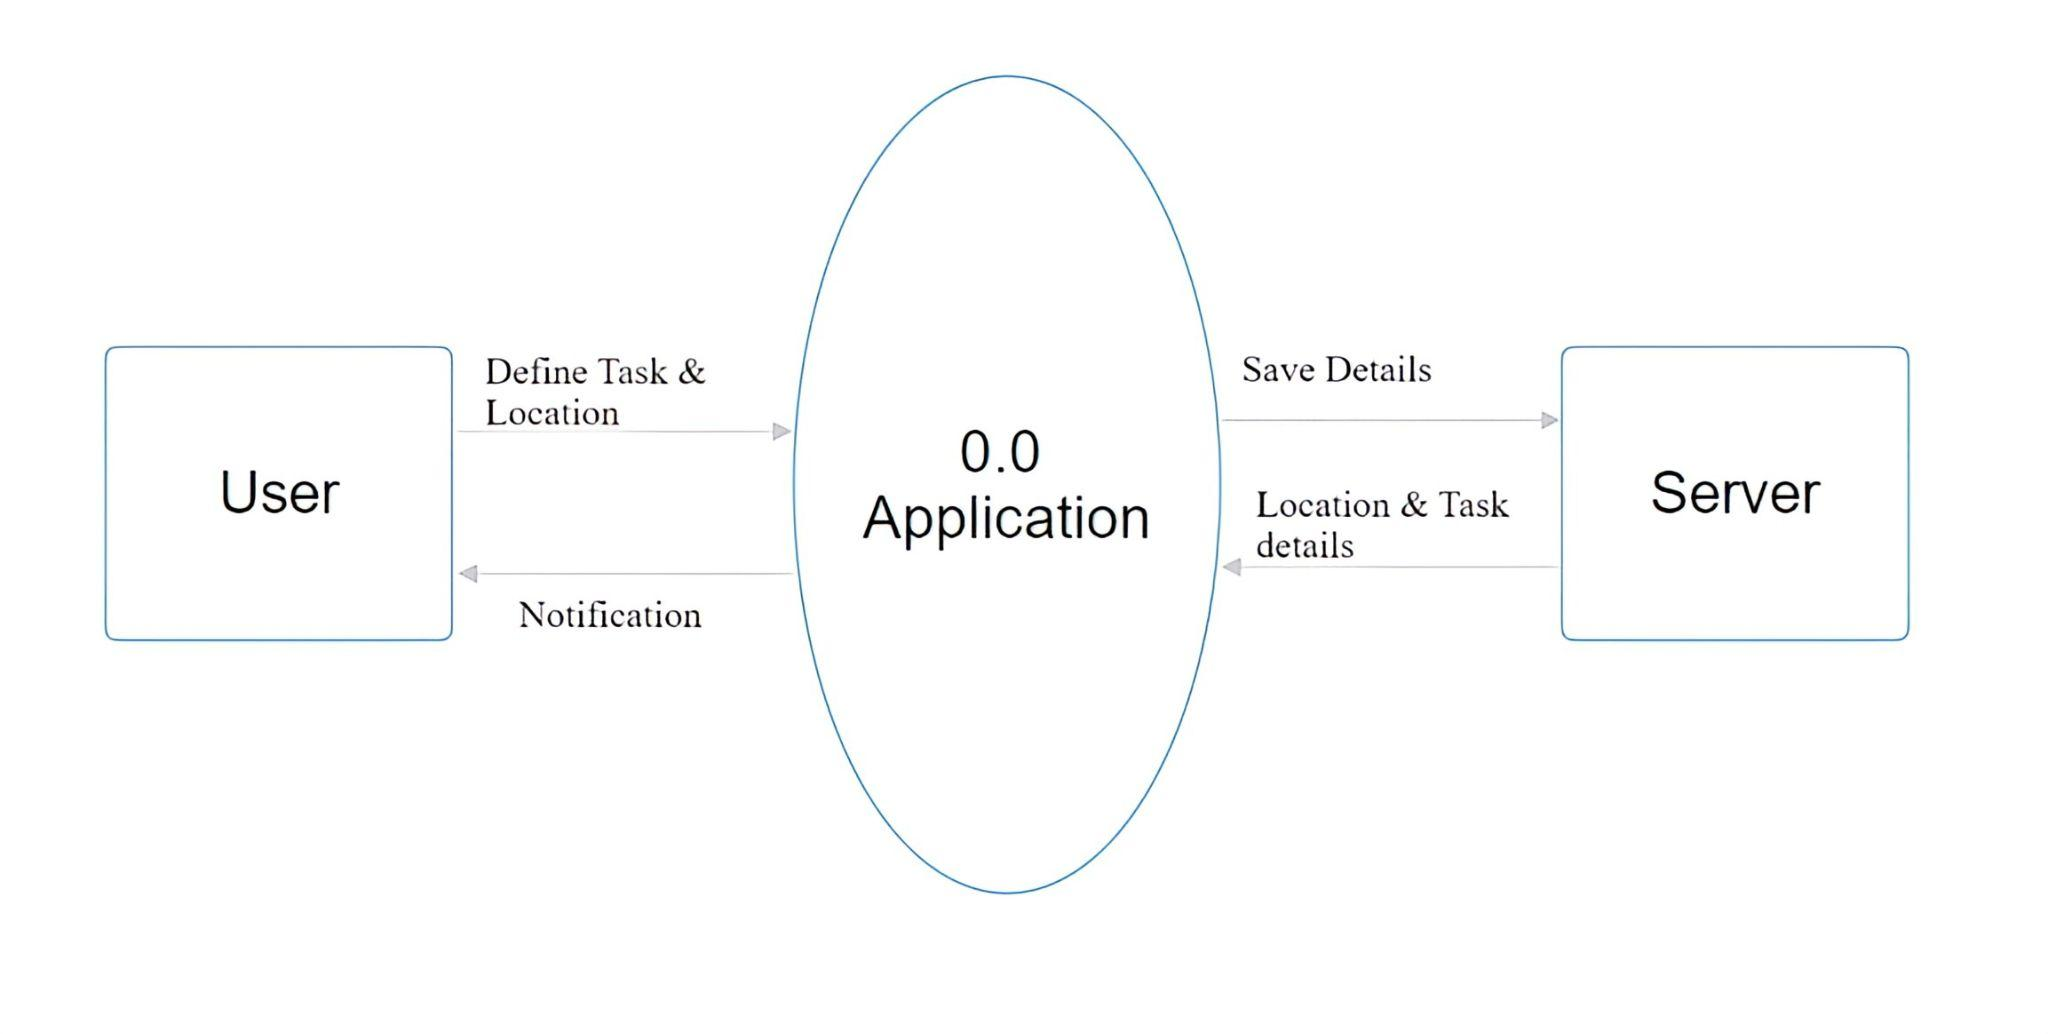 User
Define Task &
Location
Notification
0.0
Application
Save Details
Location & Task
details
Server